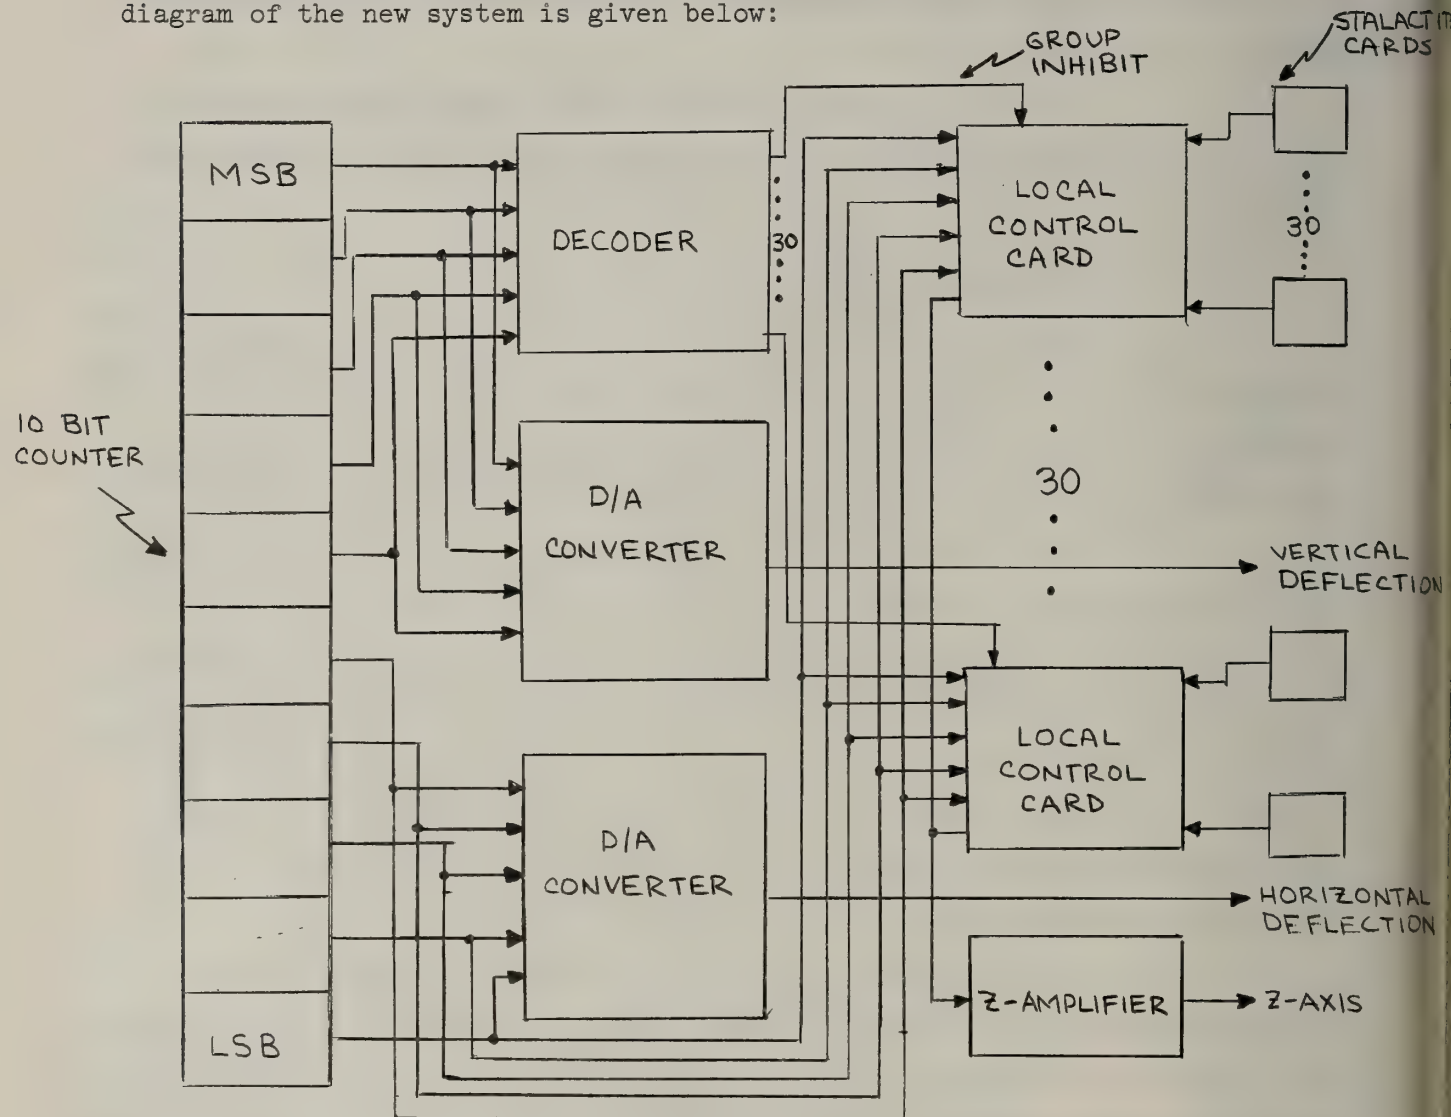 diagram of the new system is given below:
STALACTIT
CARDS
GROUP
INHIBIT
MSB
DECODER
30
LOCAL
CONTROL
CARD
30
10 BIT
COUNTER
D/A
CONVERTER
30
VERTICAL
DEFLECTION
LOCAL
CONTROL
CARD
D/A
CONVERTER
HORIZONTAL
DEFLECTION
Z-AMPLIFIER
Z-AXIS
LSB